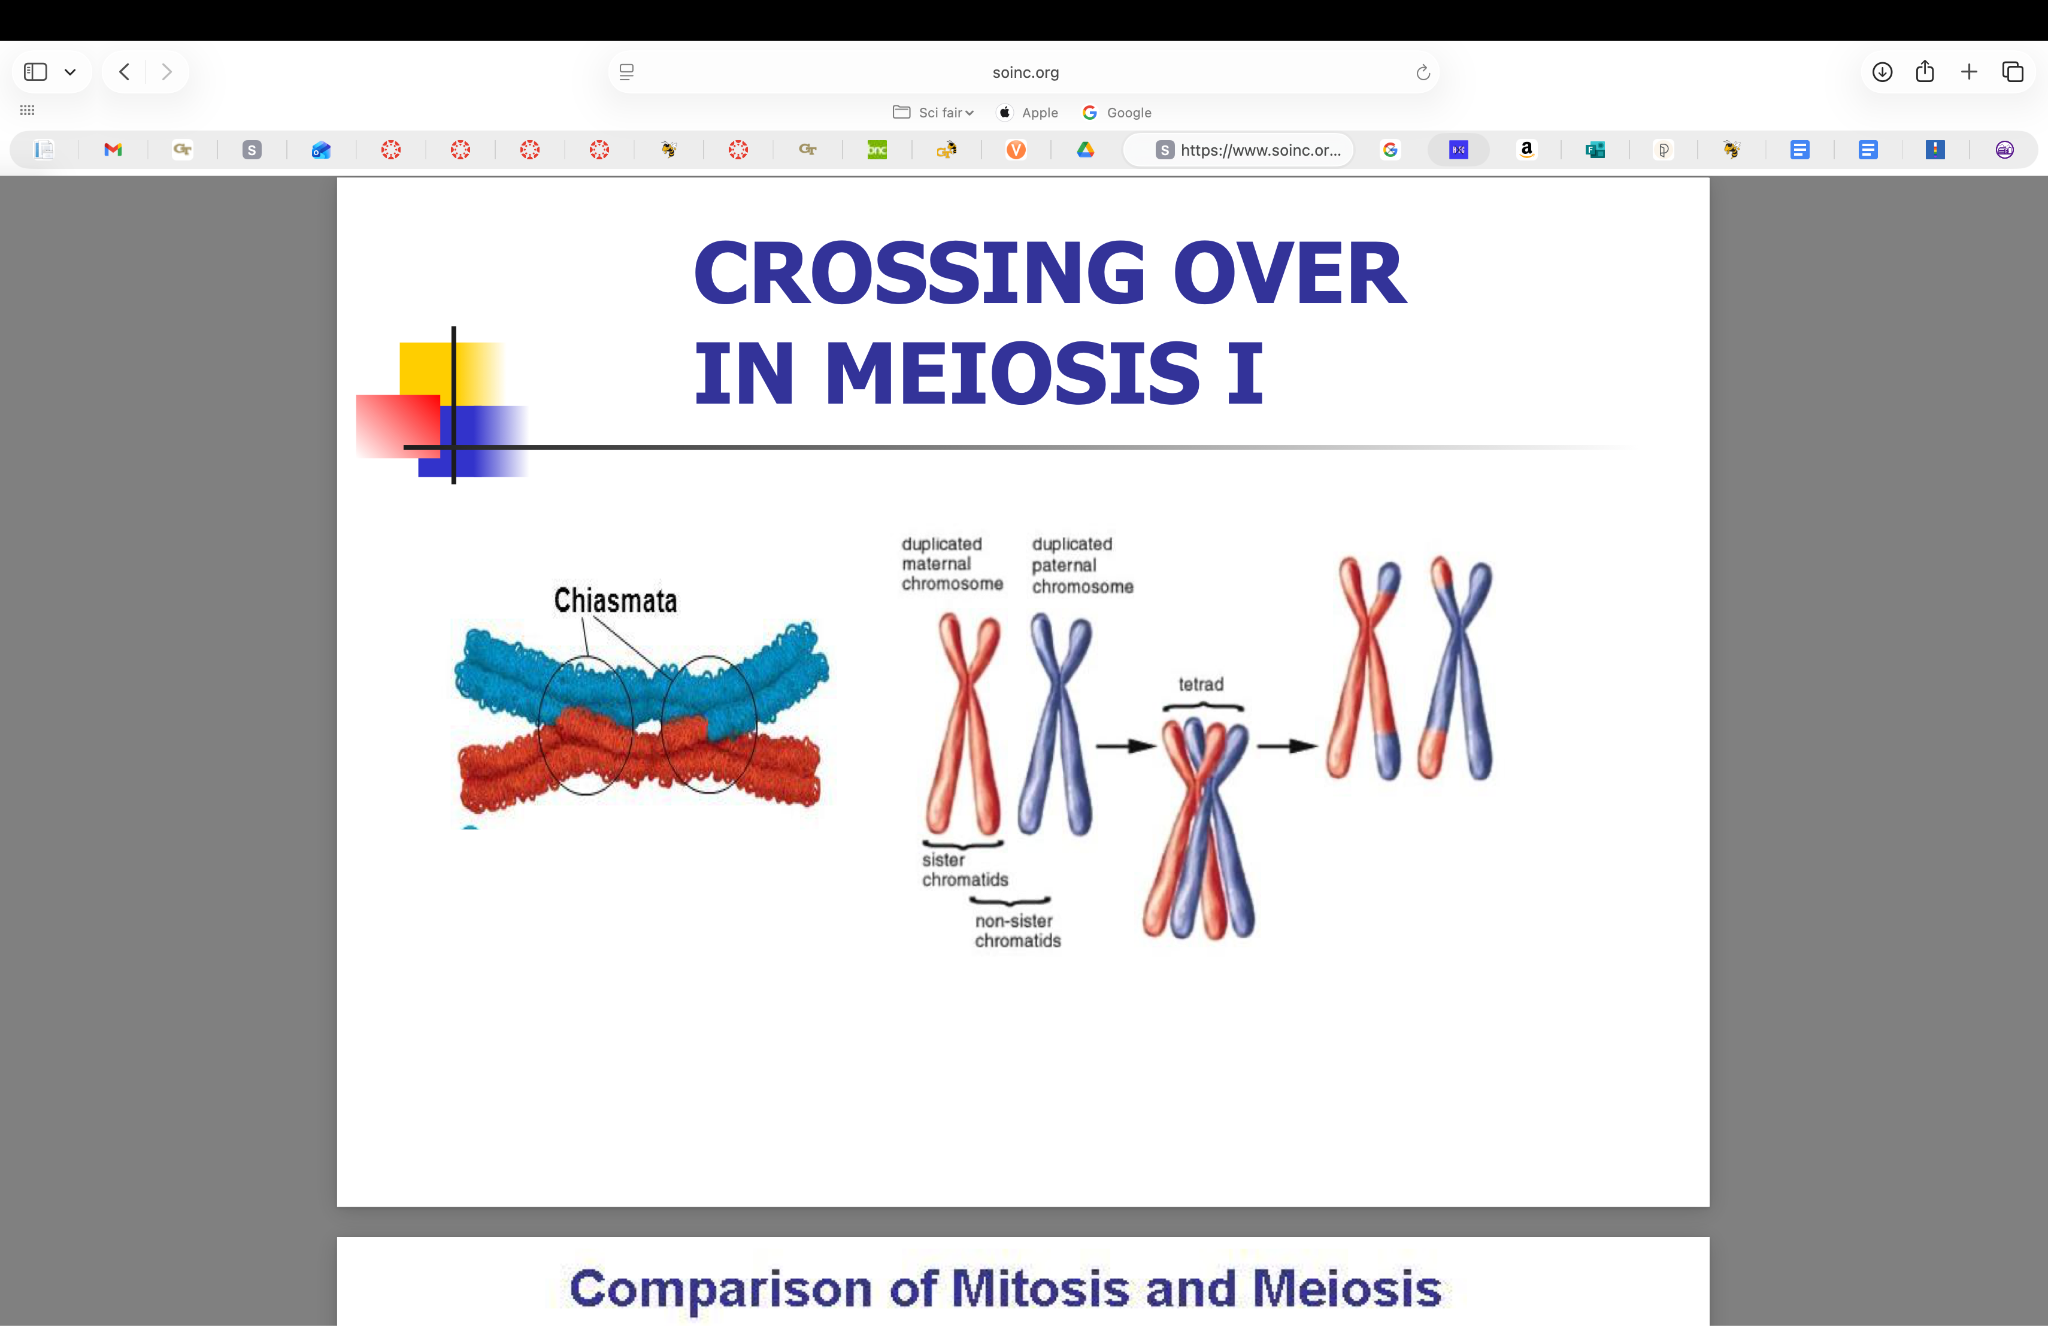 soinc.org
Sci fair
Apple
Google
https://www.soinc.or...
CROSSING OVER
IN MEIOSIS I
Chiasmata
duplicated
maternal
chromosome
duplicated
paternal
chromosome
tetrad
sister
chromatids
non-sister
chromatids
Comparison of Mitosis and Meiosis